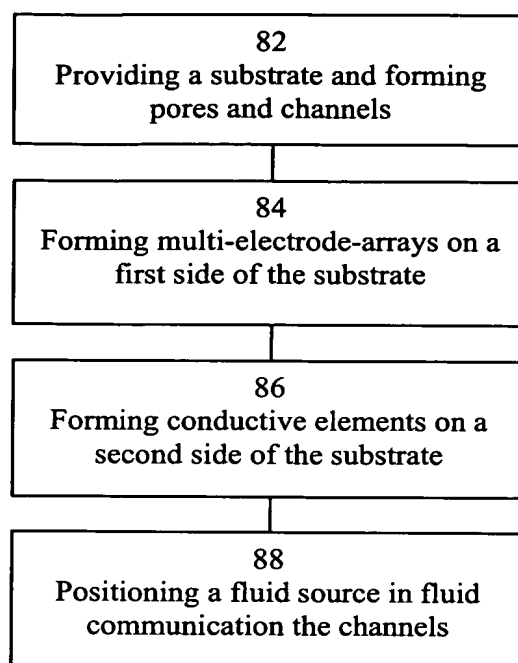 82
Providing a substrate and forming
pores and channels
84
Forming multi-electrode-arrays on a
first side of the substrate
86
Forming conductive elements on a
second side of the substrate
88
Positioning a fluid source in fluid
communication the channels